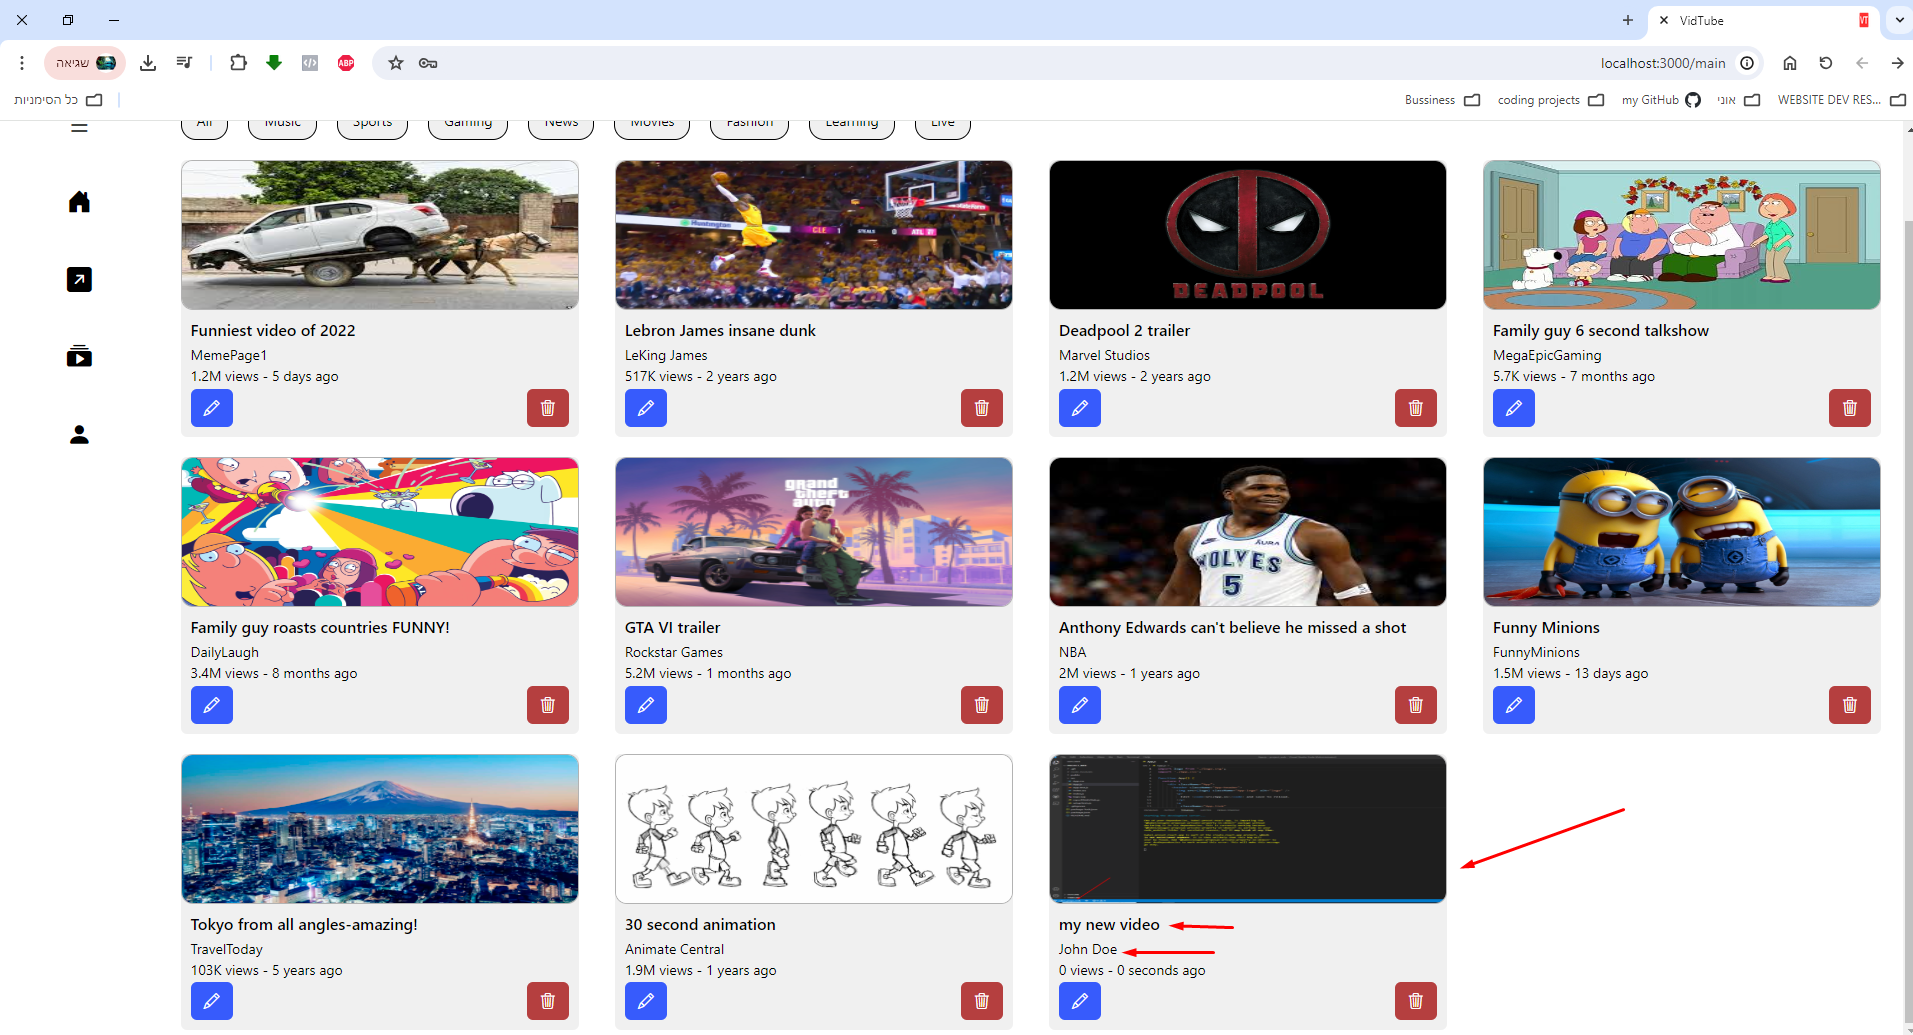 VidTube
שגיאה
localhost:3000/main
כל הסימניות
Bussiness
coding projects
my GitHub
אוני
WEBSITE DEV RES...
All
Music
Sports
Gaming
News
Movies
Fashion
Learning
Live
DEADPOOL
Funniest video of 2022
MemePage1
1.2M views - 5 days ago
Lebron James insane dunk
LeKing James
517K views - 2 years ago
Deadpool 2 trailer
Marvel Studios
1.2M views - 2 years ago
Family guy 6 second talkshow
MegaEpicGaming
5.7K views - 7 months ago
grand
theft
auto
WOLVES
5
Family guy roasts countries FUNNY!
DailyLaugh
3.4M views - 8 months ago
GTA VI trailer
Rockstar Games
5.2M views - 1 months ago
Anthony Edwards can't believe he missed a shot
NBA
2M views - 1 years ago
Funny Minions
FunnyMinions
1.5M views - 13 days ago
Tokyo from all angles-amazing!
TravelToday
103K views - 5 years ago
30 second animation
Animate Central
1.9M views - 1 years ago
my new video
John Doe
0 views - 0 seconds ago